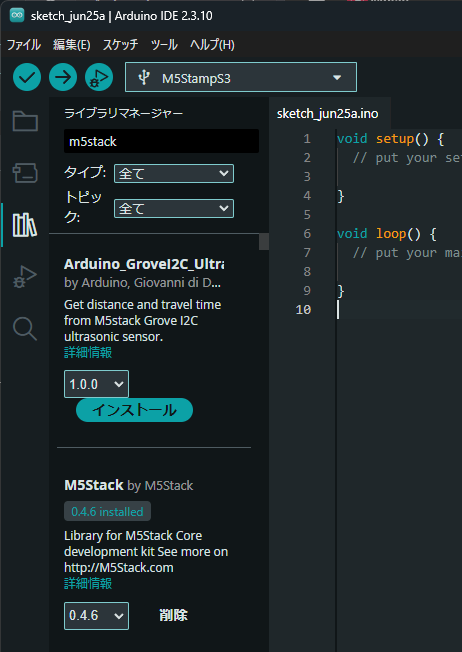 sketch_jun25a | Arduino IDE 2.3.10
ファイル 編集(E) スケッチ ツール ヘルプ(H)
M5StampS3
ライブラリマネージャー
m5stack
タイプ: 全て
トピック: 全て
Arduino_GroveI2C_Ultra
by Arduino, Giovanni di D...
Get distance and travel time
from M5stack Grove I2C
ultrasonic sensor.
詳細情報
1.0.0
インストール
M5Stack by M5Stack
0.4.6 installed
Library for M5Stack Core
development kit See more on
http://M5Stack.com
詳細情報
0.4.6 削除
sketch_jun25a.ino
1 void setup() {
2 // put your se
3
4 }
5
6 void loop() {
7 // put your mai
8
9 }
10